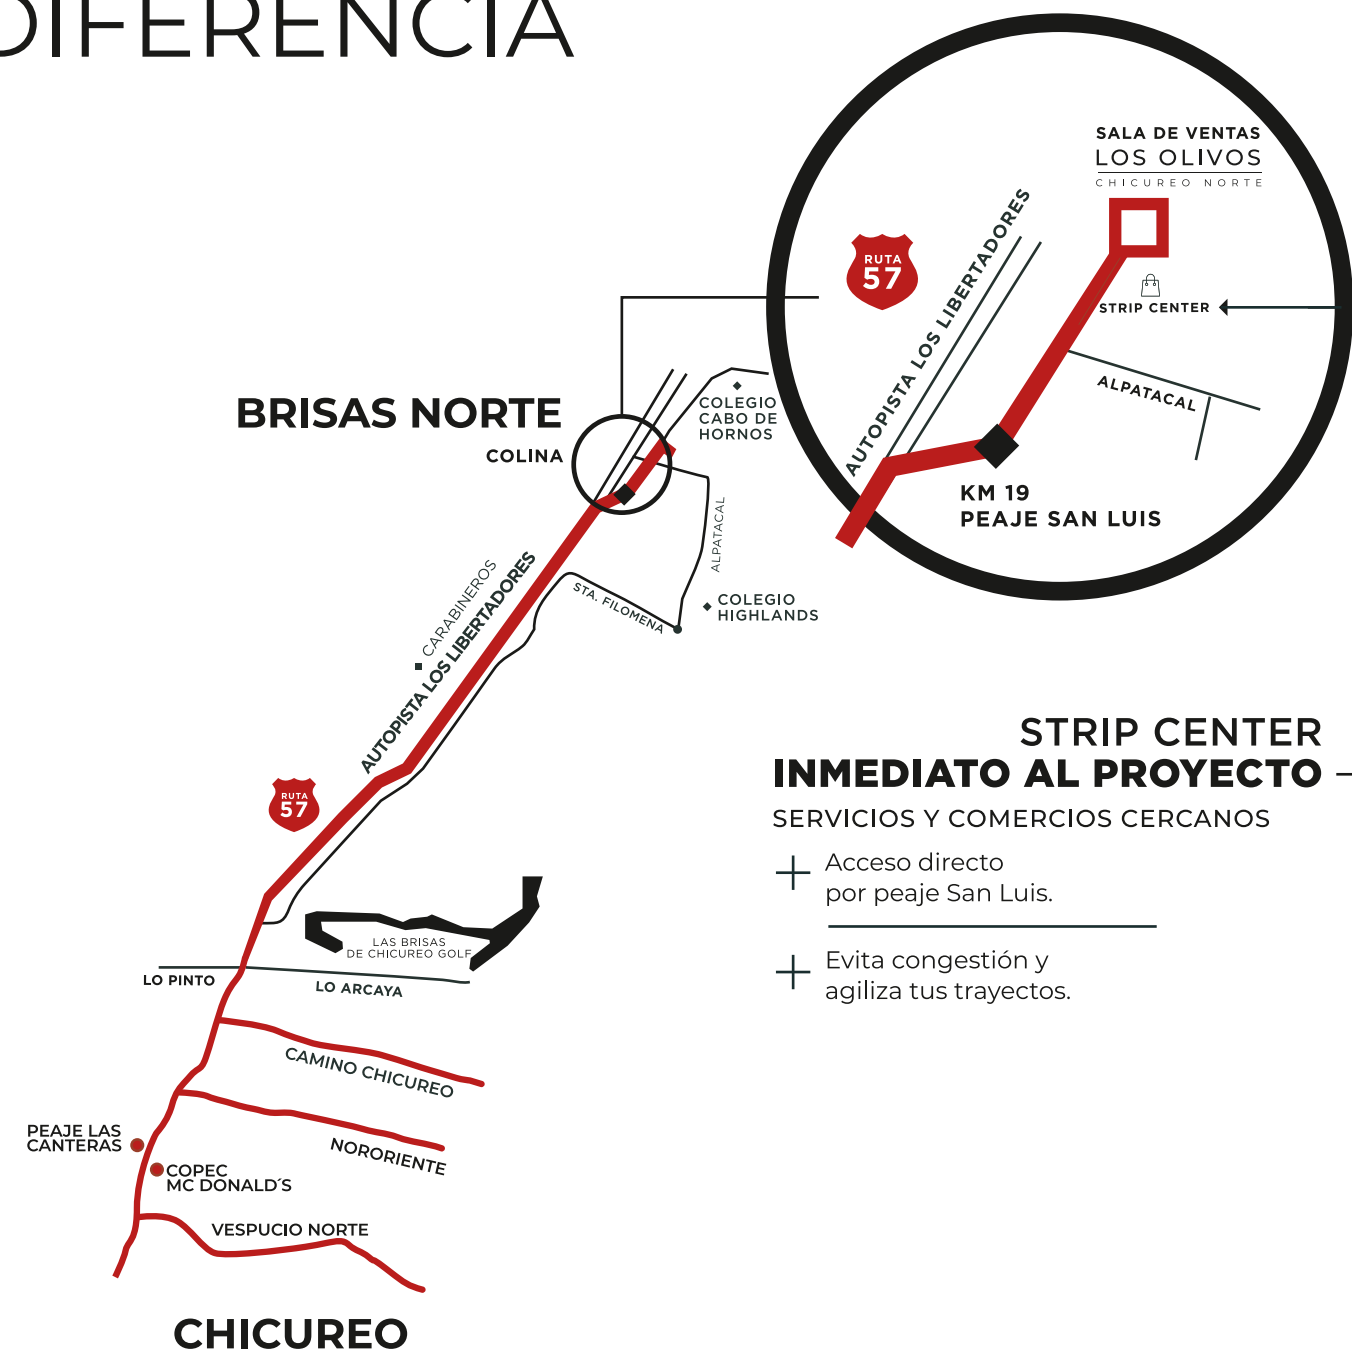 DIFERENCIA
SALA DE VENTAS
LOS OLIVOS
CHICUREO NORTE
RUTA
57
AUTOPISTA LOS LIBERTADORES
STRIP CENTER
ALPATACAL
KM 19
PEAJE SAN LUIS
BRISAS NORTE
COLINA
COLEGIO
CABO DE
HORNOS
ALPATACAL
CARABINEROS
AUTOPISTA LOS LIBERTADORES
STA. FILOMENA
COLEGIO
HIGHLANDS
STRIP CENTER
INMEDIATO AL PROYECTO
SERVICIOS Y COMERCIOS CERCANOS
Acceso directo
por peaje San Luis.
Evita congestión y
agiliza tus trayectos.
RUTA
57
LAS BRISAS
DE CHICUREO GOLF
LO PINTO
LO ARCAYA
CAMINO CHICUREO
NORORIENTE
PEAJE LAS
CANTERAS
COPEC
MC DONALD´S
VESPUCIO NORTE
CHICUREO